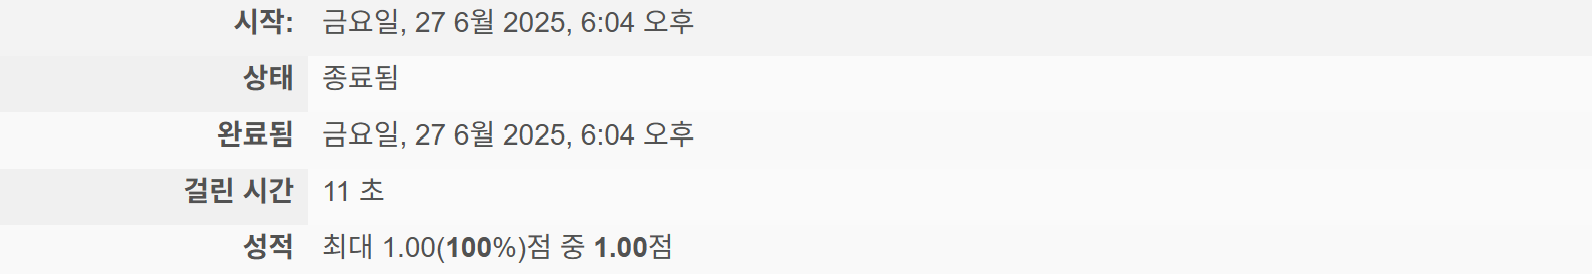 시작: 금요일, 27 6월 2025, 6:04 오후
상태 종료됨
완료됨 금요일, 27 6월 2025, 6:04 오후
걸린 시간 11 초
성적 최대 1.00(100%)점 중 1.00점